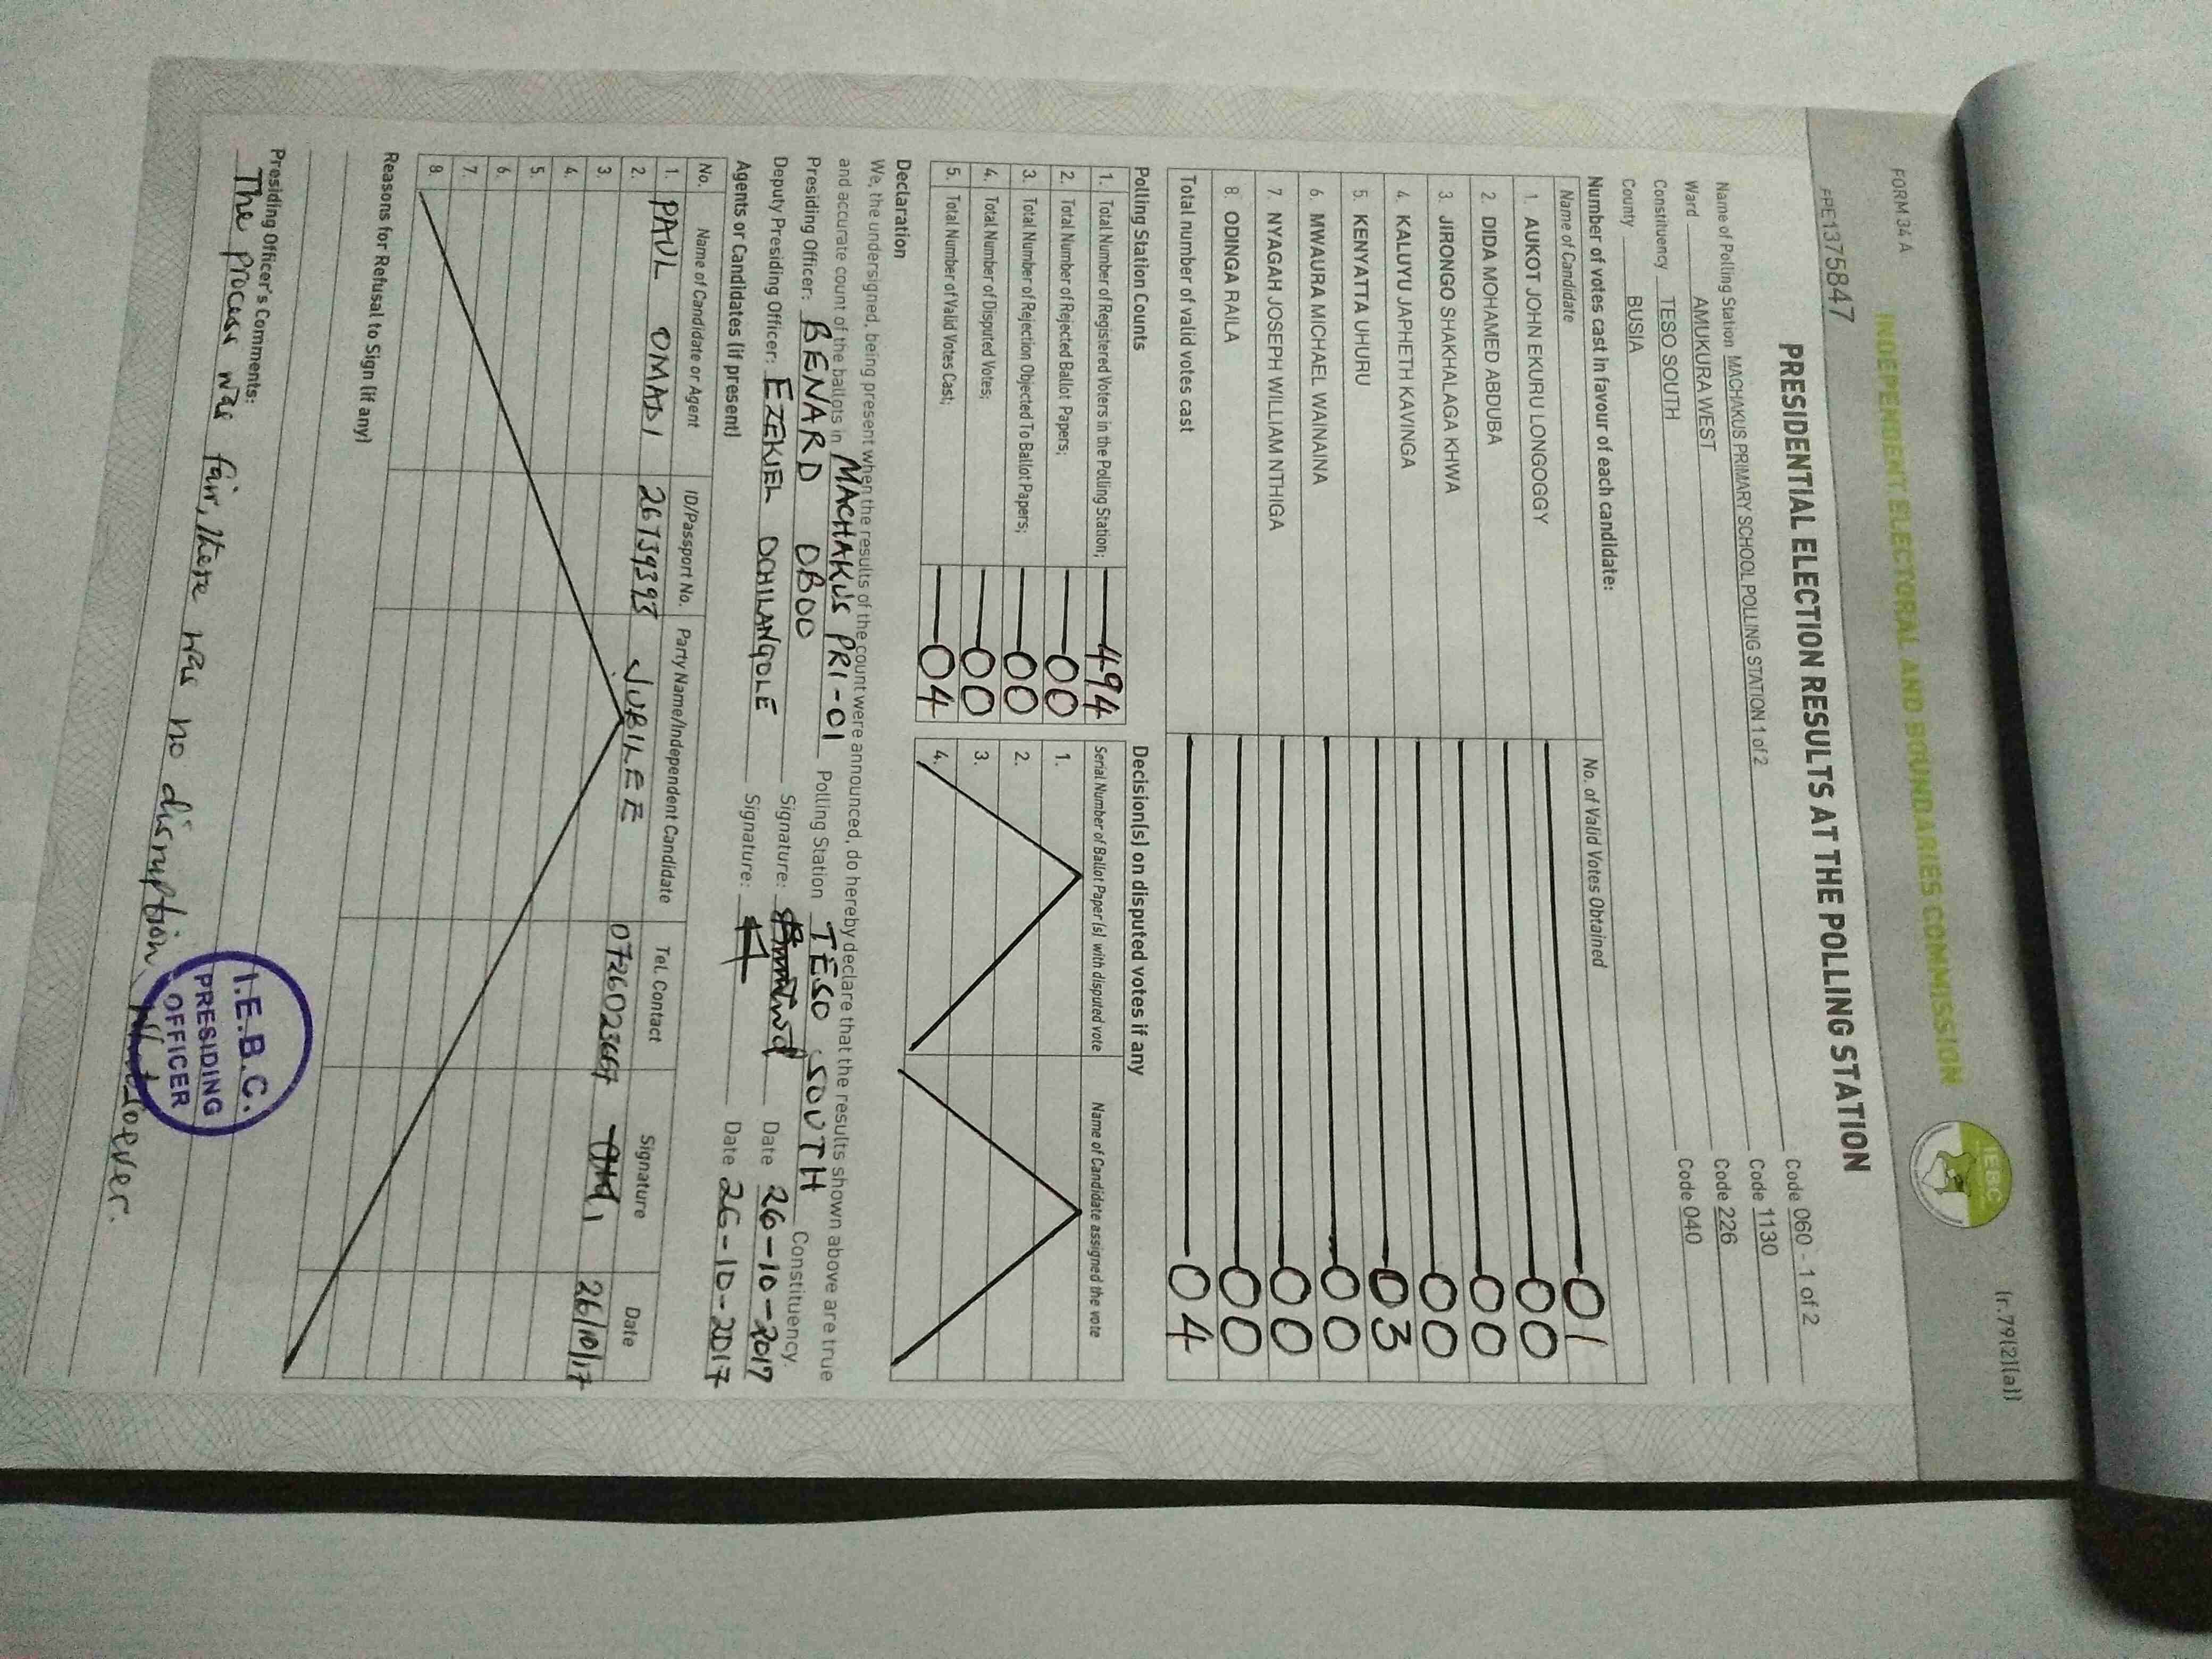 FORM 34 A
(r.79(2)(a))
INDEPENDENT ELECTORAL AND BOUNDARIES COMMISSION
IEBC
PRE1375847
PRESIDENTIAL ELECTION RESULTS AT THE POLLING STATION
Name of Polling Station MACHAKUS PRIMARY SCHOOL POLLING STATION 1 of 2 Code 060 - 1 of 2
Ward AMUKURA WEST Code 1130
Constituency TESO SOUTH Code 226
County BUSIA Code 040
Number of votes cast in favour of each candidate:
Name of Candidate No. of Valid Votes Obtained
1. AUKOT JOHN EKURU LONGOGGY 01
2. DIDA MOHAMED ABDUBA 00
3. JIRONGO SHAKHALAGA KHWA 00
4. KALUYU JAPHETH KAVINGA 00
5. KENYATTA UHURU 03
6. MWAURA MICHAEL WAINAINA 00
7. NYAGAH JOSEPH WILLIAM NTHIGA 00
8. ODINGA RAILA 00
Total number of valid votes cast 04
Polling Station Counts
1. Total Number of Registered Voters in the Polling Station; 494
2. Total Number of Rejected Ballot Papers; 00
3. Total Number of Rejection Objected To Ballot Papers; 00
4. Total Number of Disputed Votes; 00
5. Total Number of Valid Votes Cast; 04
Decision(s) on disputed votes if any
Serial Number of Ballot Paper (s) with disputed vote Name of Candidate assigned the vote
1.
2.
3.
4.
Declaration
We, the undersigned, being present when the results of the count were announced, do hereby declare that the results shown above are true
and accurate count of the ballots in MACHAKUS PRI-01 Polling Station TESO SOUTH Constituency.
Presiding Officer: BENARD OBOO Signature: Date 26-10-2017
Deputy Presiding Officer: EZEKIEL OCHILANGOLE Signature: Date 26-10-2017
Agents or Candidates (if present)
No. Name of Candidate or Agent ID/Passport No. Party Name/Independent Candidate Tel. Contact Signature Date
1. PAUL OMADI 26739393 JUBILEE 26/10/17
2.
3.
4.
5.
6.
7.
8.
Reasons for Refusal to Sign (if any)
Presiding Officer's Comments:
The process was fair, there was no disruption whatsoever.
I.E.B.C.
PRESIDING
OFFICER